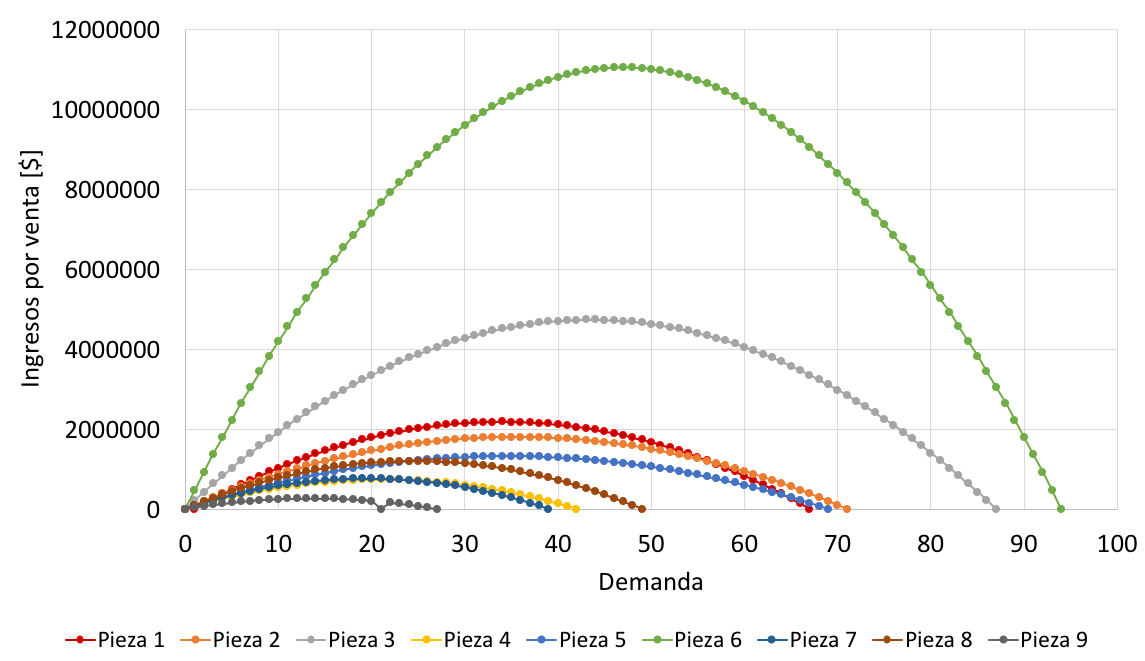 12000000
10000000
8000000
6000000
4000000
2000000
0
Ingresos por venta [$]
0 10 20 30 40 50 60 70 80 90 100
Demanda
Pieza 1 Pieza 2 Pieza 3 Pieza 4 Pieza 5 Pieza 6 Pieza 7 Pieza 8 Pieza 9